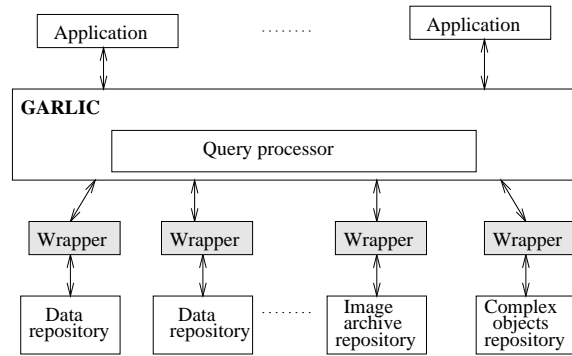 Application
........
Application
GARLIC
Query processor
Wrapper
Wrapper
Wrapper
Wrapper
Data
repository
Data
repository
........
Image
archive
repository
Complex
objects
repository